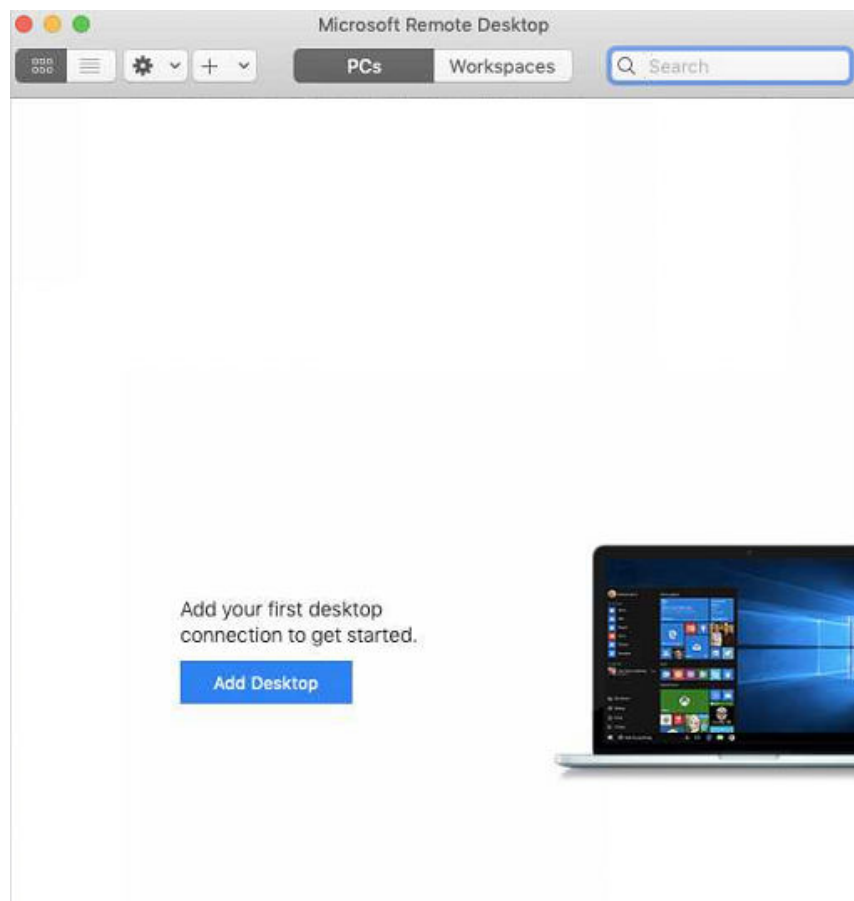 Microsoft Remote Desktop
PCs
Workspaces
Search
Add your first desktop
connection to get started.
Add Desktop